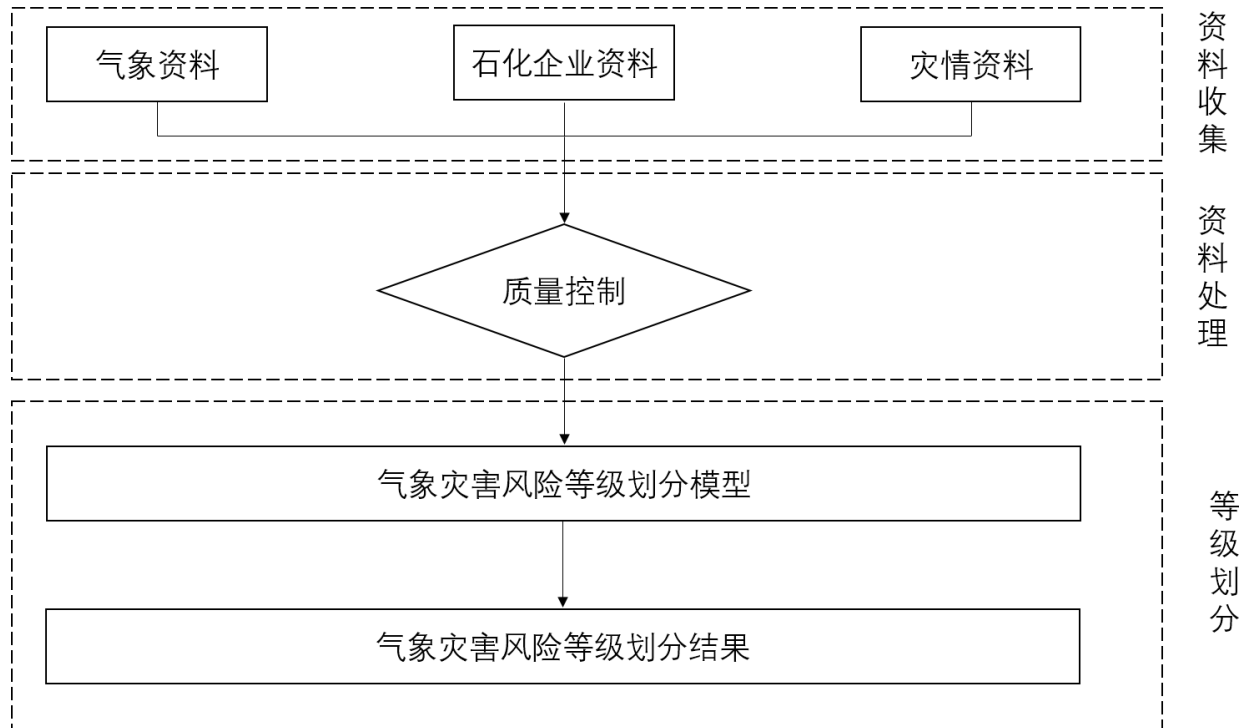 气象资料
石化企业资料
灾情资料
资料收集
质量控制
资料处理
气象灾害风险等级划分模型
气象灾害风险等级划分结果
等级划分